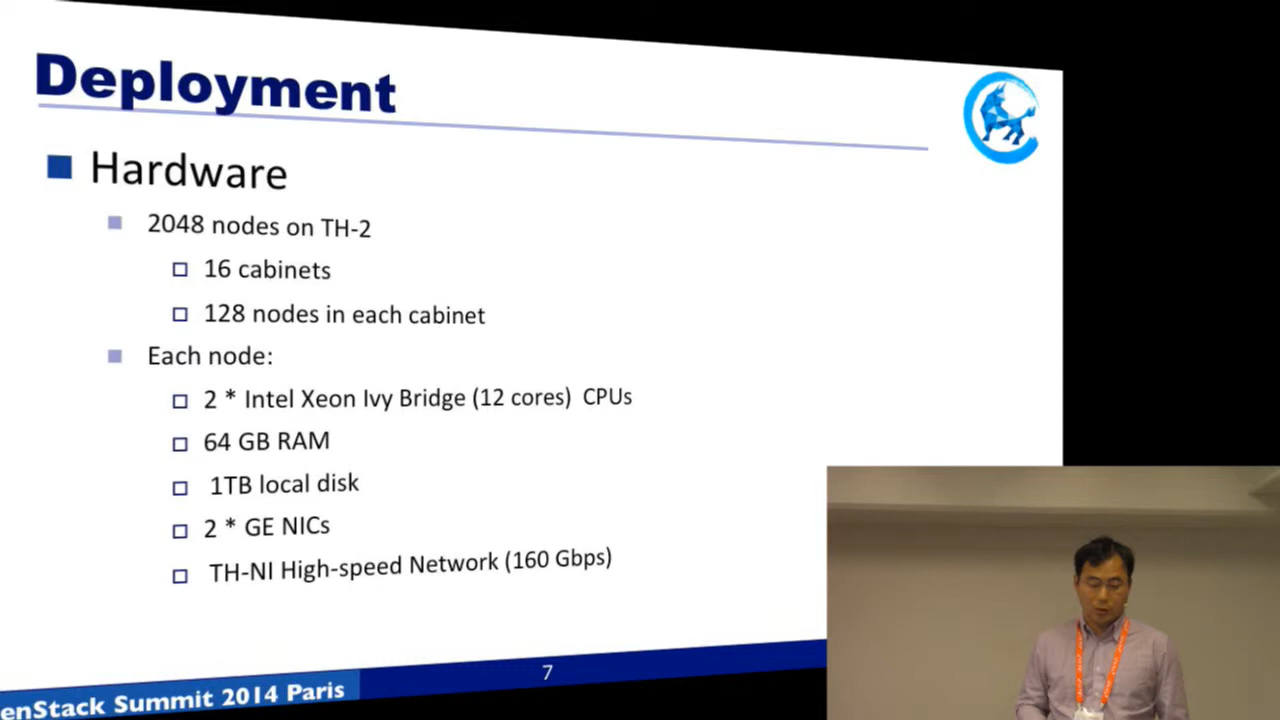 Deployment
Hardware
2048 nodes on TH-2
16 cabinets
128 nodes in each cabinet
Each node:
2 * Intel Xeon Ivy Bridge (12 cores) CPUs
64 GB RAM
1TB local disk
2 * GE NICs
TH-NI High-speed Network (160 Gbps)
7
enStack Summit 2014 Paris